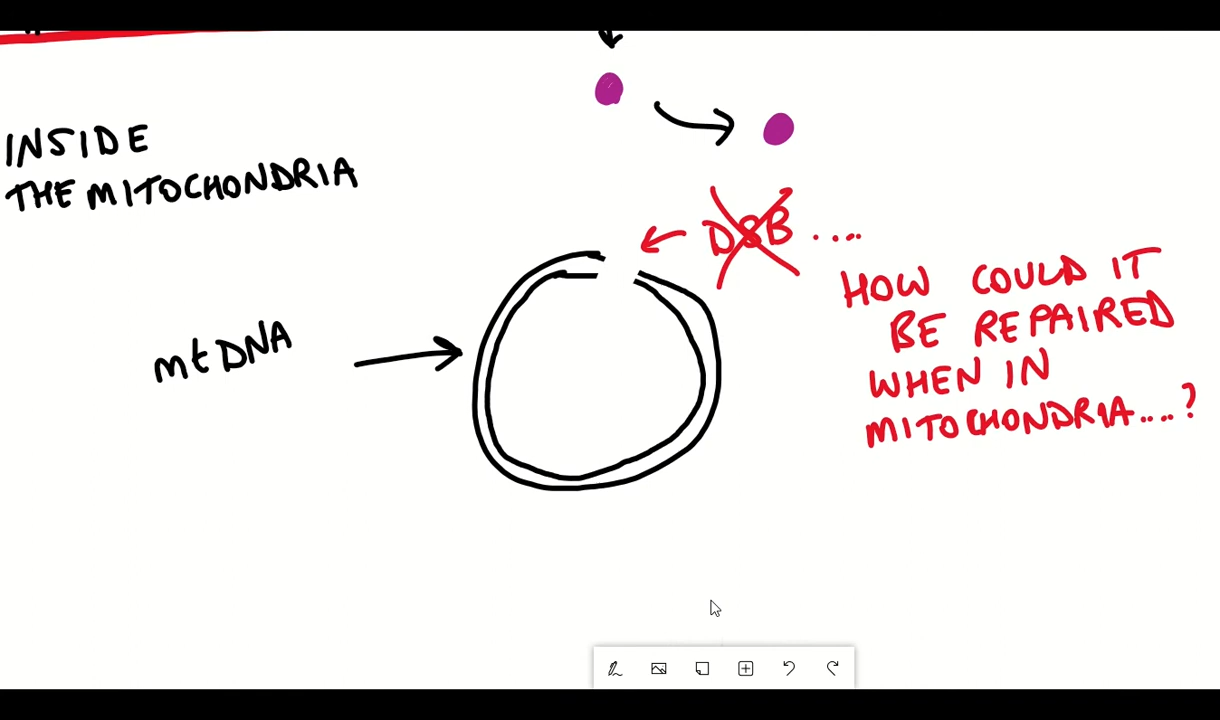 INSIDE
THE MITOCHONDRIA
DSB ....
HOW COULD IT
BE REPAIRED
WHEN IN
MITOCHONDRIA....?
mtDNA